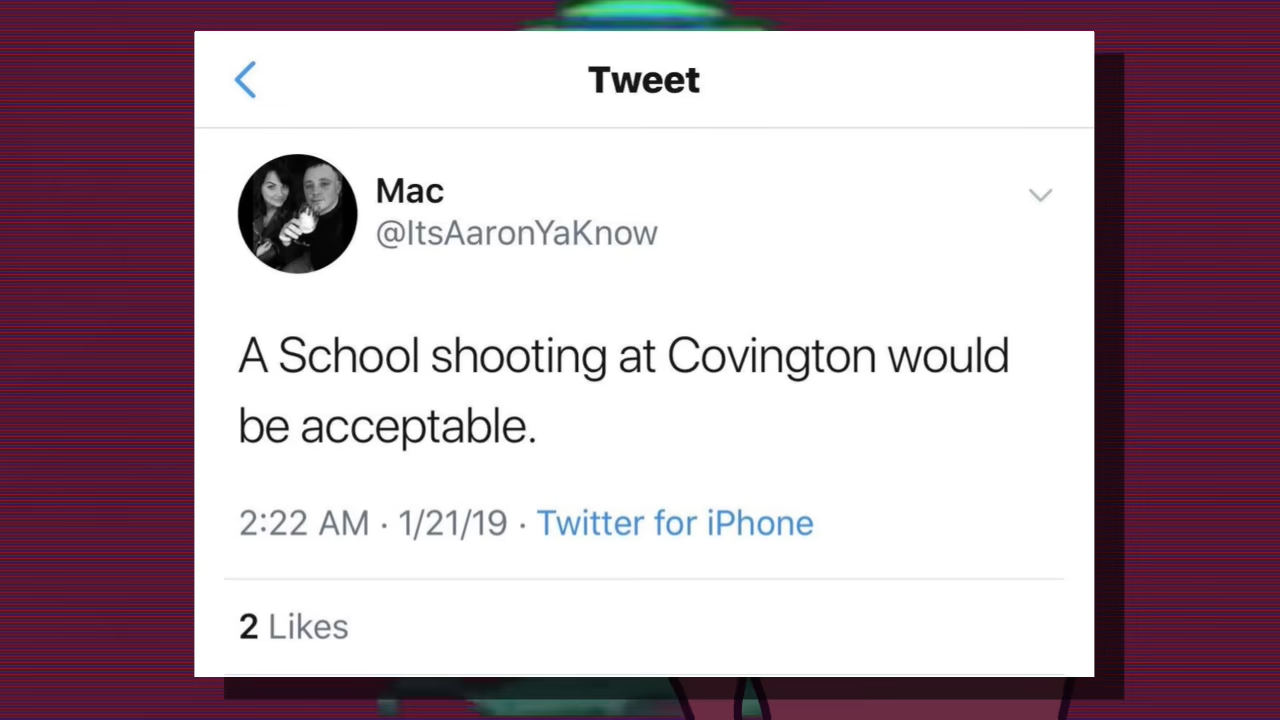 Tweet
Mac
@ItsAaronYaKnow
A School shooting at Covington would
be acceptable.
2:22 AM · 1/21/19 · Twitter for iPhone
2 Likes